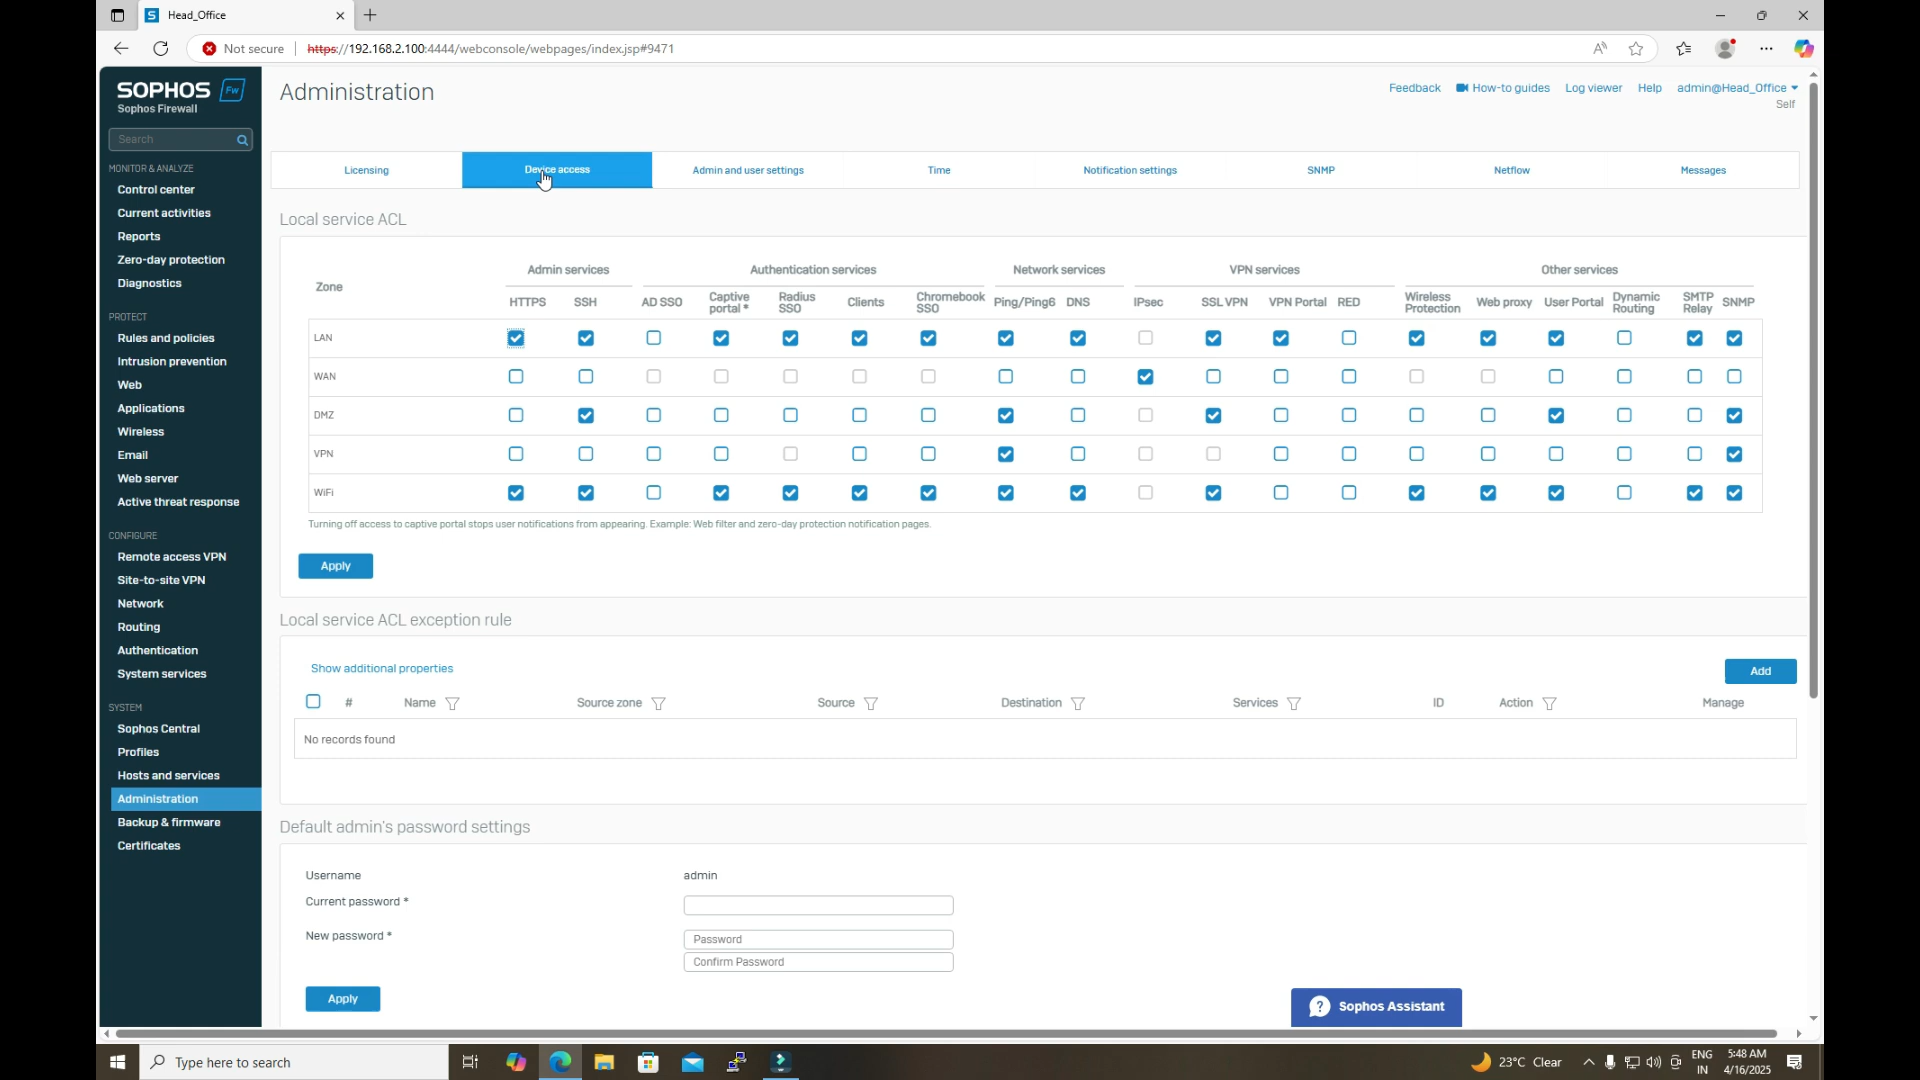 Head_Office
Not secure
https://192.168.2.100:4444/webconsole/webpages/index.jsp#9471
SOPHOS Fw
Sophos Firewall
Search
MONITOR & ANALYZE
Control center
Current activities
Reports
Zero-day protection
Diagnostics
PROTECT
Rules and policies
Intrusion prevention
Web
Applications
Wireless
Email
Web server
Active threat response
CONFIGURE
Remote access VPN
Site-to-site VPN
Network
Routing
Authentication
System services
SYSTEM
Sophos Central
Profiles
Hosts and services
Administration
Backup & firmware
Certificates
Administration
Feedback How-to guides Log viewer Help admin@Head_Office
Self
Licensing Device access Admin and user settings Time Notification settings SNMP Netflow Messages
Local service ACL
Zone
Admin services Authentication services Network services VPN services Other services
HTTPS SSH AD SSO Captive portal * Radius SSO Clients Chromebook SSO Ping/Ping6 DNS IPsec SSL VPN VPN Portal RED Wireless Protection Web proxy User Portal Dynamic Routing SMTP Relay SNMP
LAN
WAN
DMZ
VPN
WiFi
Turning off access to captive portal stops user notifications from appearing. Example: Web filter and zero-day protection notification pages.
Apply
Local service ACL exception rule
Show additional properties
Add
# Name Source zone Source Destination Services ID Action Manage
No records found
Default admin's password settings
Username admin
Current password *
New password * Password
Confirm Password
Apply
? Sophos Assistant
Type here to search
23°C Clear
ENG
IN
5:48 AM
4/16/2025